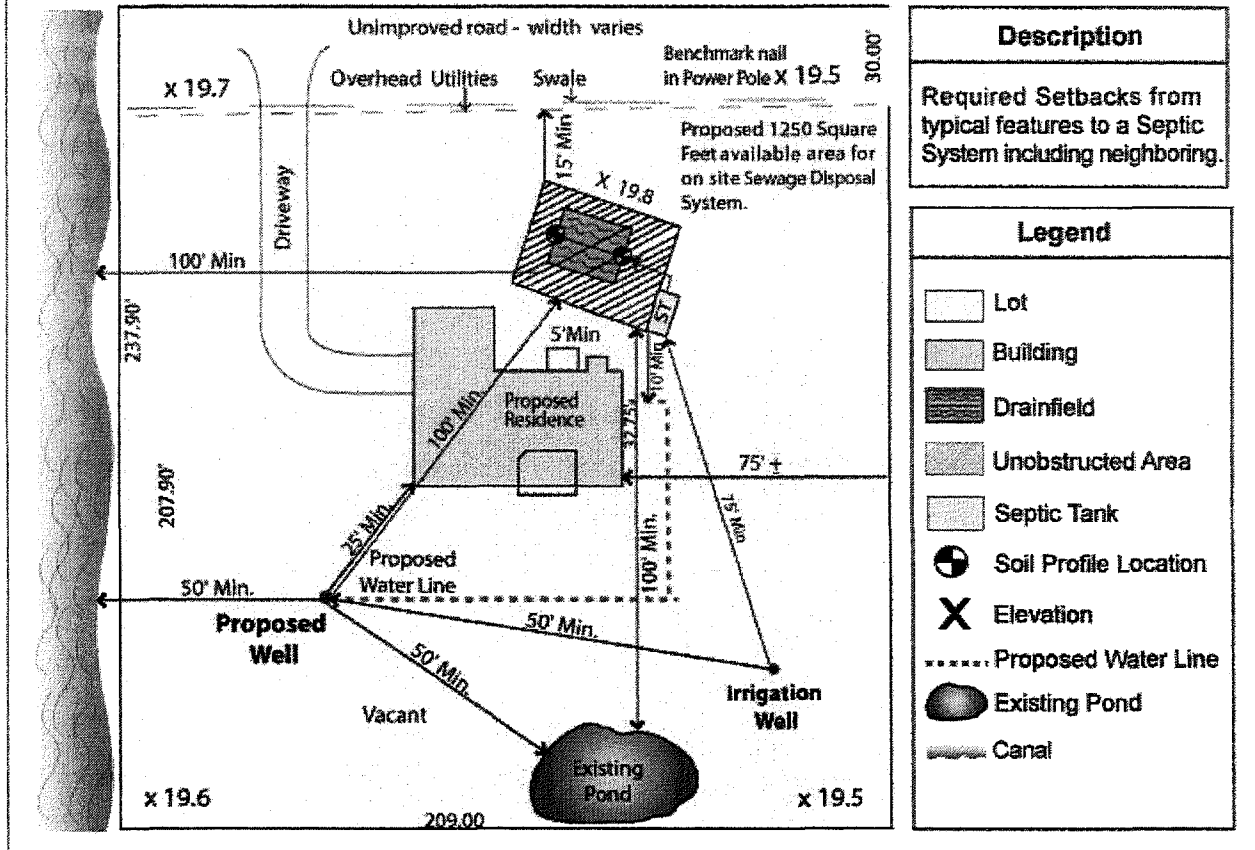 Unimproved road - width varies
30.00'
Benchmark nail
in Power Pole X 19.5
x 19.7
Overhead Utilities
Swale
15' Min
Proposed 1250 Square
Feet available area for
on site Sewage Disposal
System.
X 19.8
Driveway
100' Min
ST
237.90'
5'Min
10' Min
Proposed
Residence
100' Min.
37.75'
75' ±
75' Min
207.90'
25' Min.
Proposed
Water Line
100' Min.
50' Min.
Proposed
Well
50' Min.
50' Min.
Irrigation
Well
Vacant
Existing
Pond
x 19.6
x 19.5
209.00
Description
Required Setbacks from
typical features to a Septic
System including neighboring.
Legend
Lot
Building
Drainfield
Unobstructed Area
Septic Tank
Soil Profile Location
X Elevation
Proposed Water Line
Existing Pond
Canal